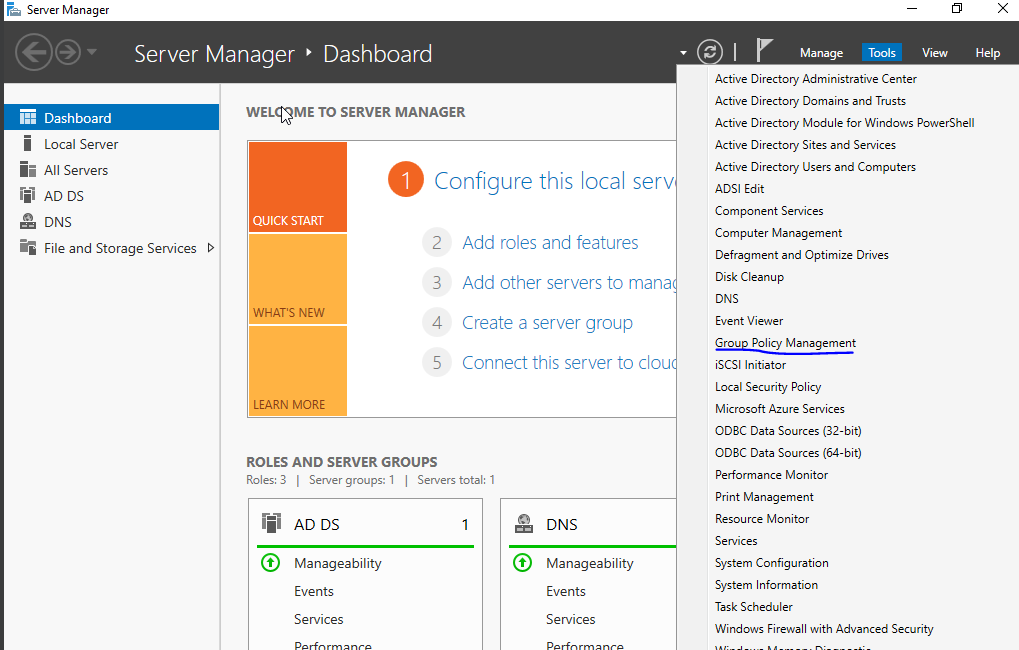 Server Manager
Server Manager ‣ Dashboard
Manage
Tools
View
Help
Dashboard
Local Server
All Servers
AD DS
DNS
File and Storage Services
WELCOME TO SERVER MANAGER
QUICK START
WHAT'S NEW
LEARN MORE
1 Configure this local serve
2 Add roles and features
3 Add other servers to manag
4 Create a server group
5 Connect this server to cloud
ROLES AND SERVER GROUPS
Roles: 3 | Server groups: 1 | Servers total: 1
AD DS 1
Manageability
Events
Services
Performance
DNS
Manageability
Events
Services
Performance
Active Directory Administrative Center
Active Directory Domains and Trusts
Active Directory Module for Windows PowerShell
Active Directory Sites and Services
Active Directory Users and Computers
ADSI Edit
Component Services
Computer Management
Defragment and Optimize Drives
Disk Cleanup
DNS
Event Viewer
Group Policy Management
iSCSI Initiator
Local Security Policy
Microsoft Azure Services
ODBC Data Sources (32-bit)
ODBC Data Sources (64-bit)
Performance Monitor
Print Management
Resource Monitor
Services
System Configuration
System Information
Task Scheduler
Windows Firewall with Advanced Security
Windows Memory Diagnostic